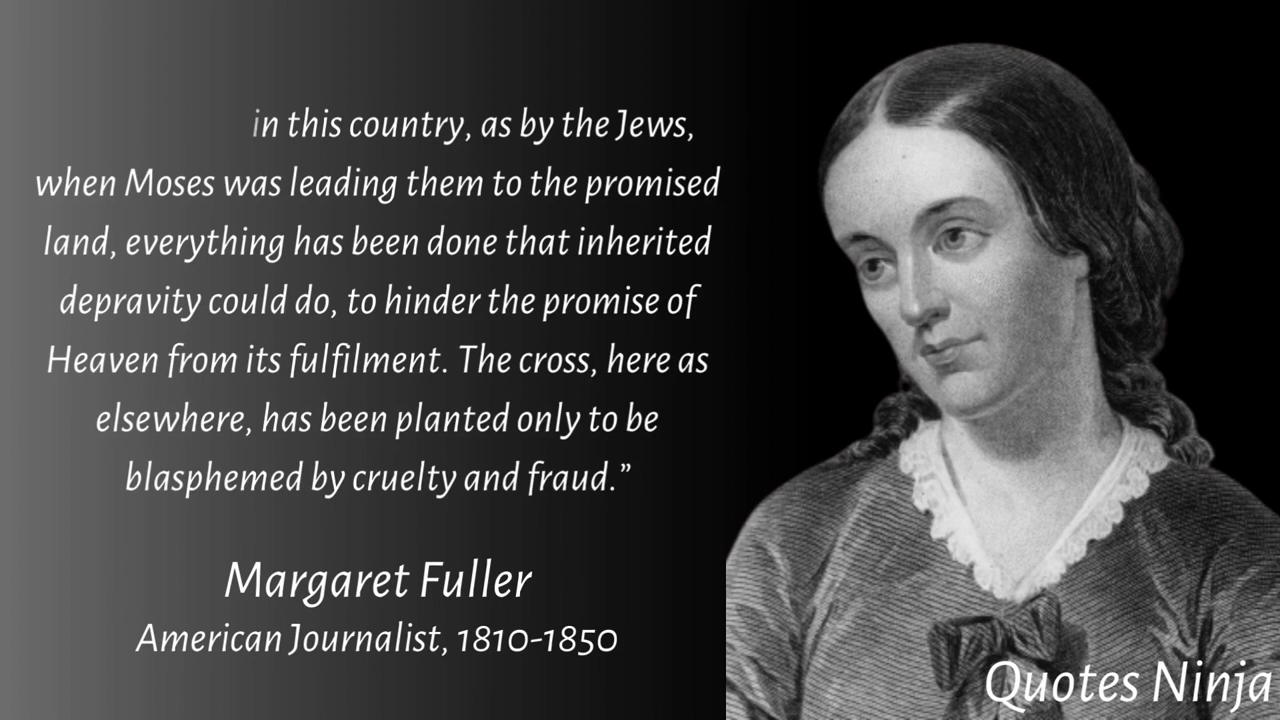 in this country, as by the Jews,
when Moses was leading them to the promised
land, everything has been done that inherited
depravity could do, to hinder the promise of
Heaven from its fulfilment. The cross, here as
elsewhere, has been planted only to be
blasphemed by cruelty and fraud.”
Margaret Fuller
American Journalist, 1810-1850
Quotes Ninja